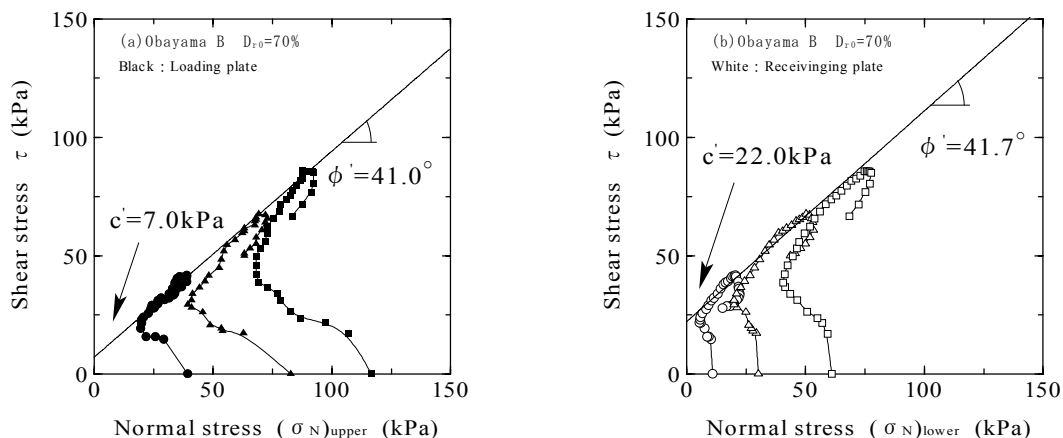 (a)Obayama B Dr0=70%
Black : Loading plate
150
100
50
0
Shear stress τ (kPa)
c'=7.0kPa
ϕ'=41.0°
0 50 100 150
Normal stress (σN)upper (kPa)
(b)Obayama B Dr0=70%
White : Receivinging plate
150
100
50
0
Shear stress τ (kPa)
c'=22.0kPa
ϕ'=41.7°
0 50 100 150
Normal stress (σN)lower (kPa)